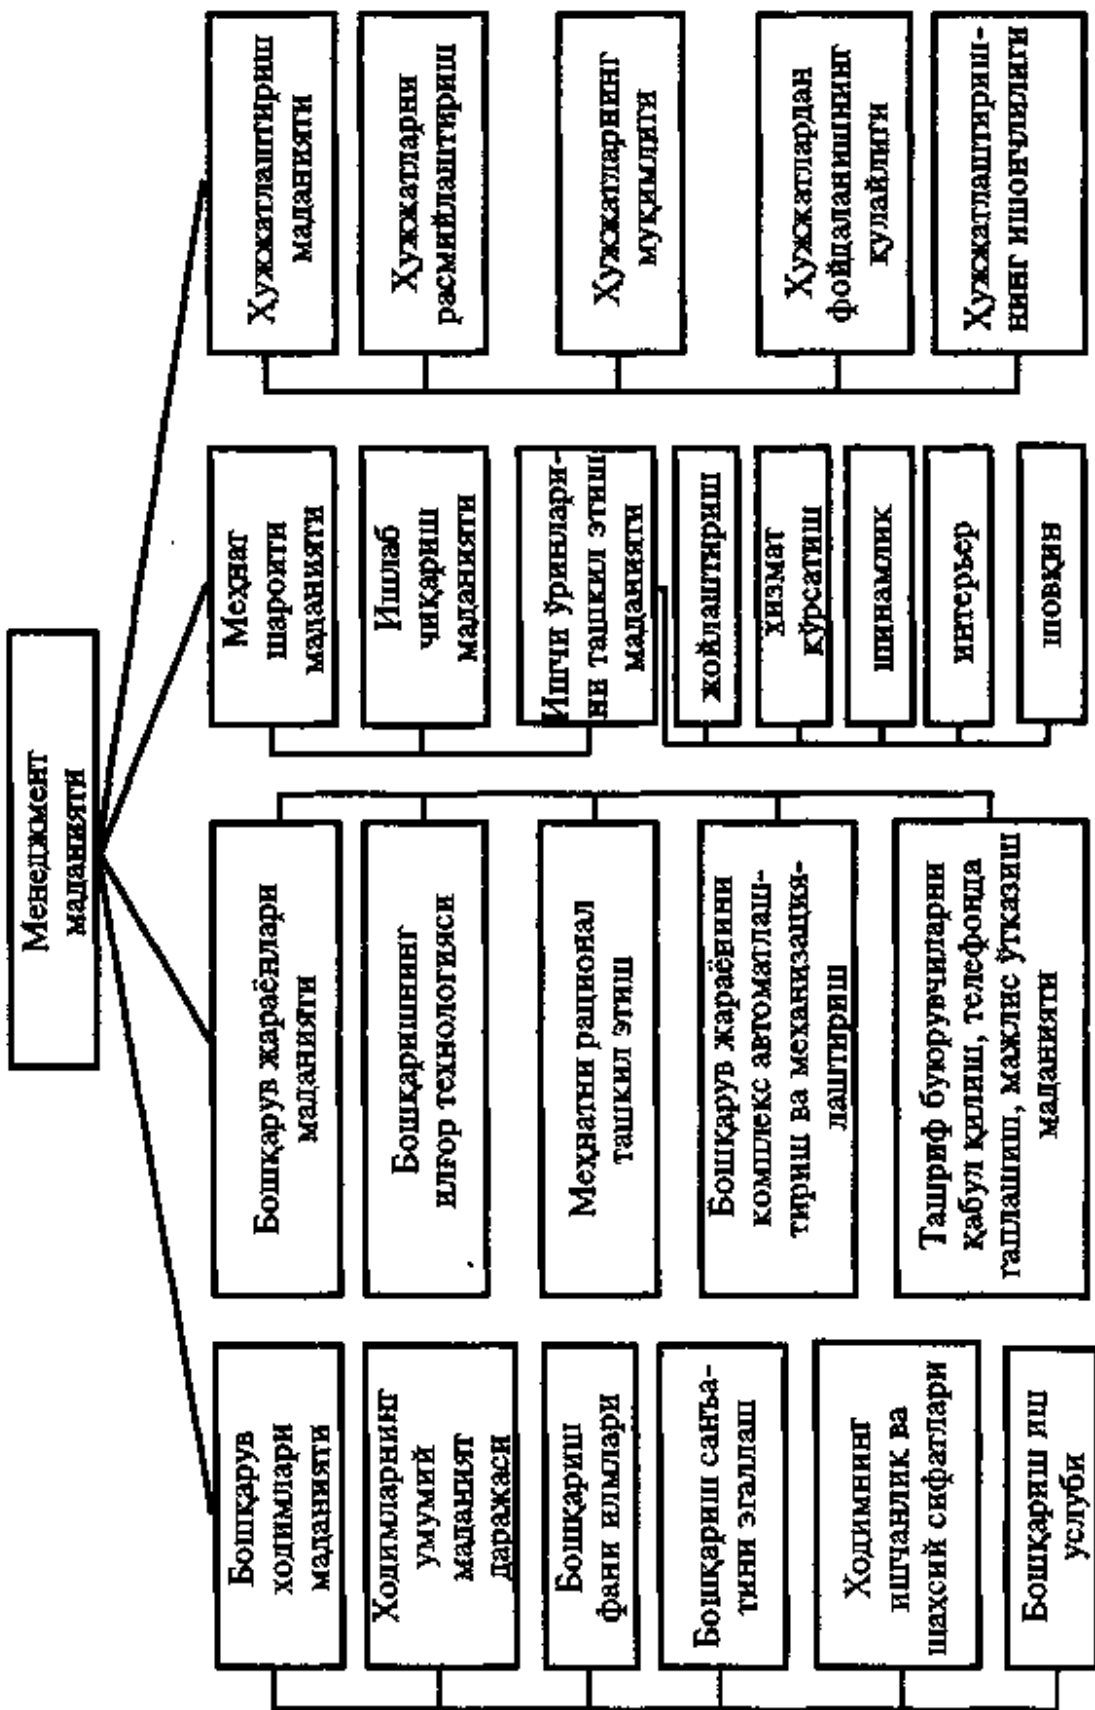 Менеджмент
маданияти
Бошқарув
ходимлари
маданияти
Ходимларнинг
умумий
маданият
даражаси
Бошқариш
фани илмлари
Бошқариш санъа-
тини эгаллаш
Ходимнинг
ишчанлик ва
шахсий сифатлари
Бошқариш иш
услуби
Бошқарув жараёнлари
маданияти
Бошқаришнинг
илғор технологияси
Меҳнатни рационал
ташкил этиш
Бошқарув жараёнини
комплекс автоматлаш-
тириш ва механизация-
лаштириш
Ташриф буюрувчиларни
қабул қилиш, телефонда
гаплашиш, мажлис ўтказиш
маданияти
Меҳнат
шароити
маданияти
Ишлаб
чиқариш
маданияти
Ишчи ўринлари-
ни ташкил этиш
маданияти
жойлаштириш
хизмат
кўрсатиш
шинамлик
интерьер
шовқин
Ҳужжатлаштириш
маданияти
Ҳужжатларни
расмийлаштириш
Ҳужжатларнинг
муқимлиги
Ҳужжатлардан
фойдаланишнинг
қулайлиги
Ҳужжатлаштириш-
нинг ишончлилиги